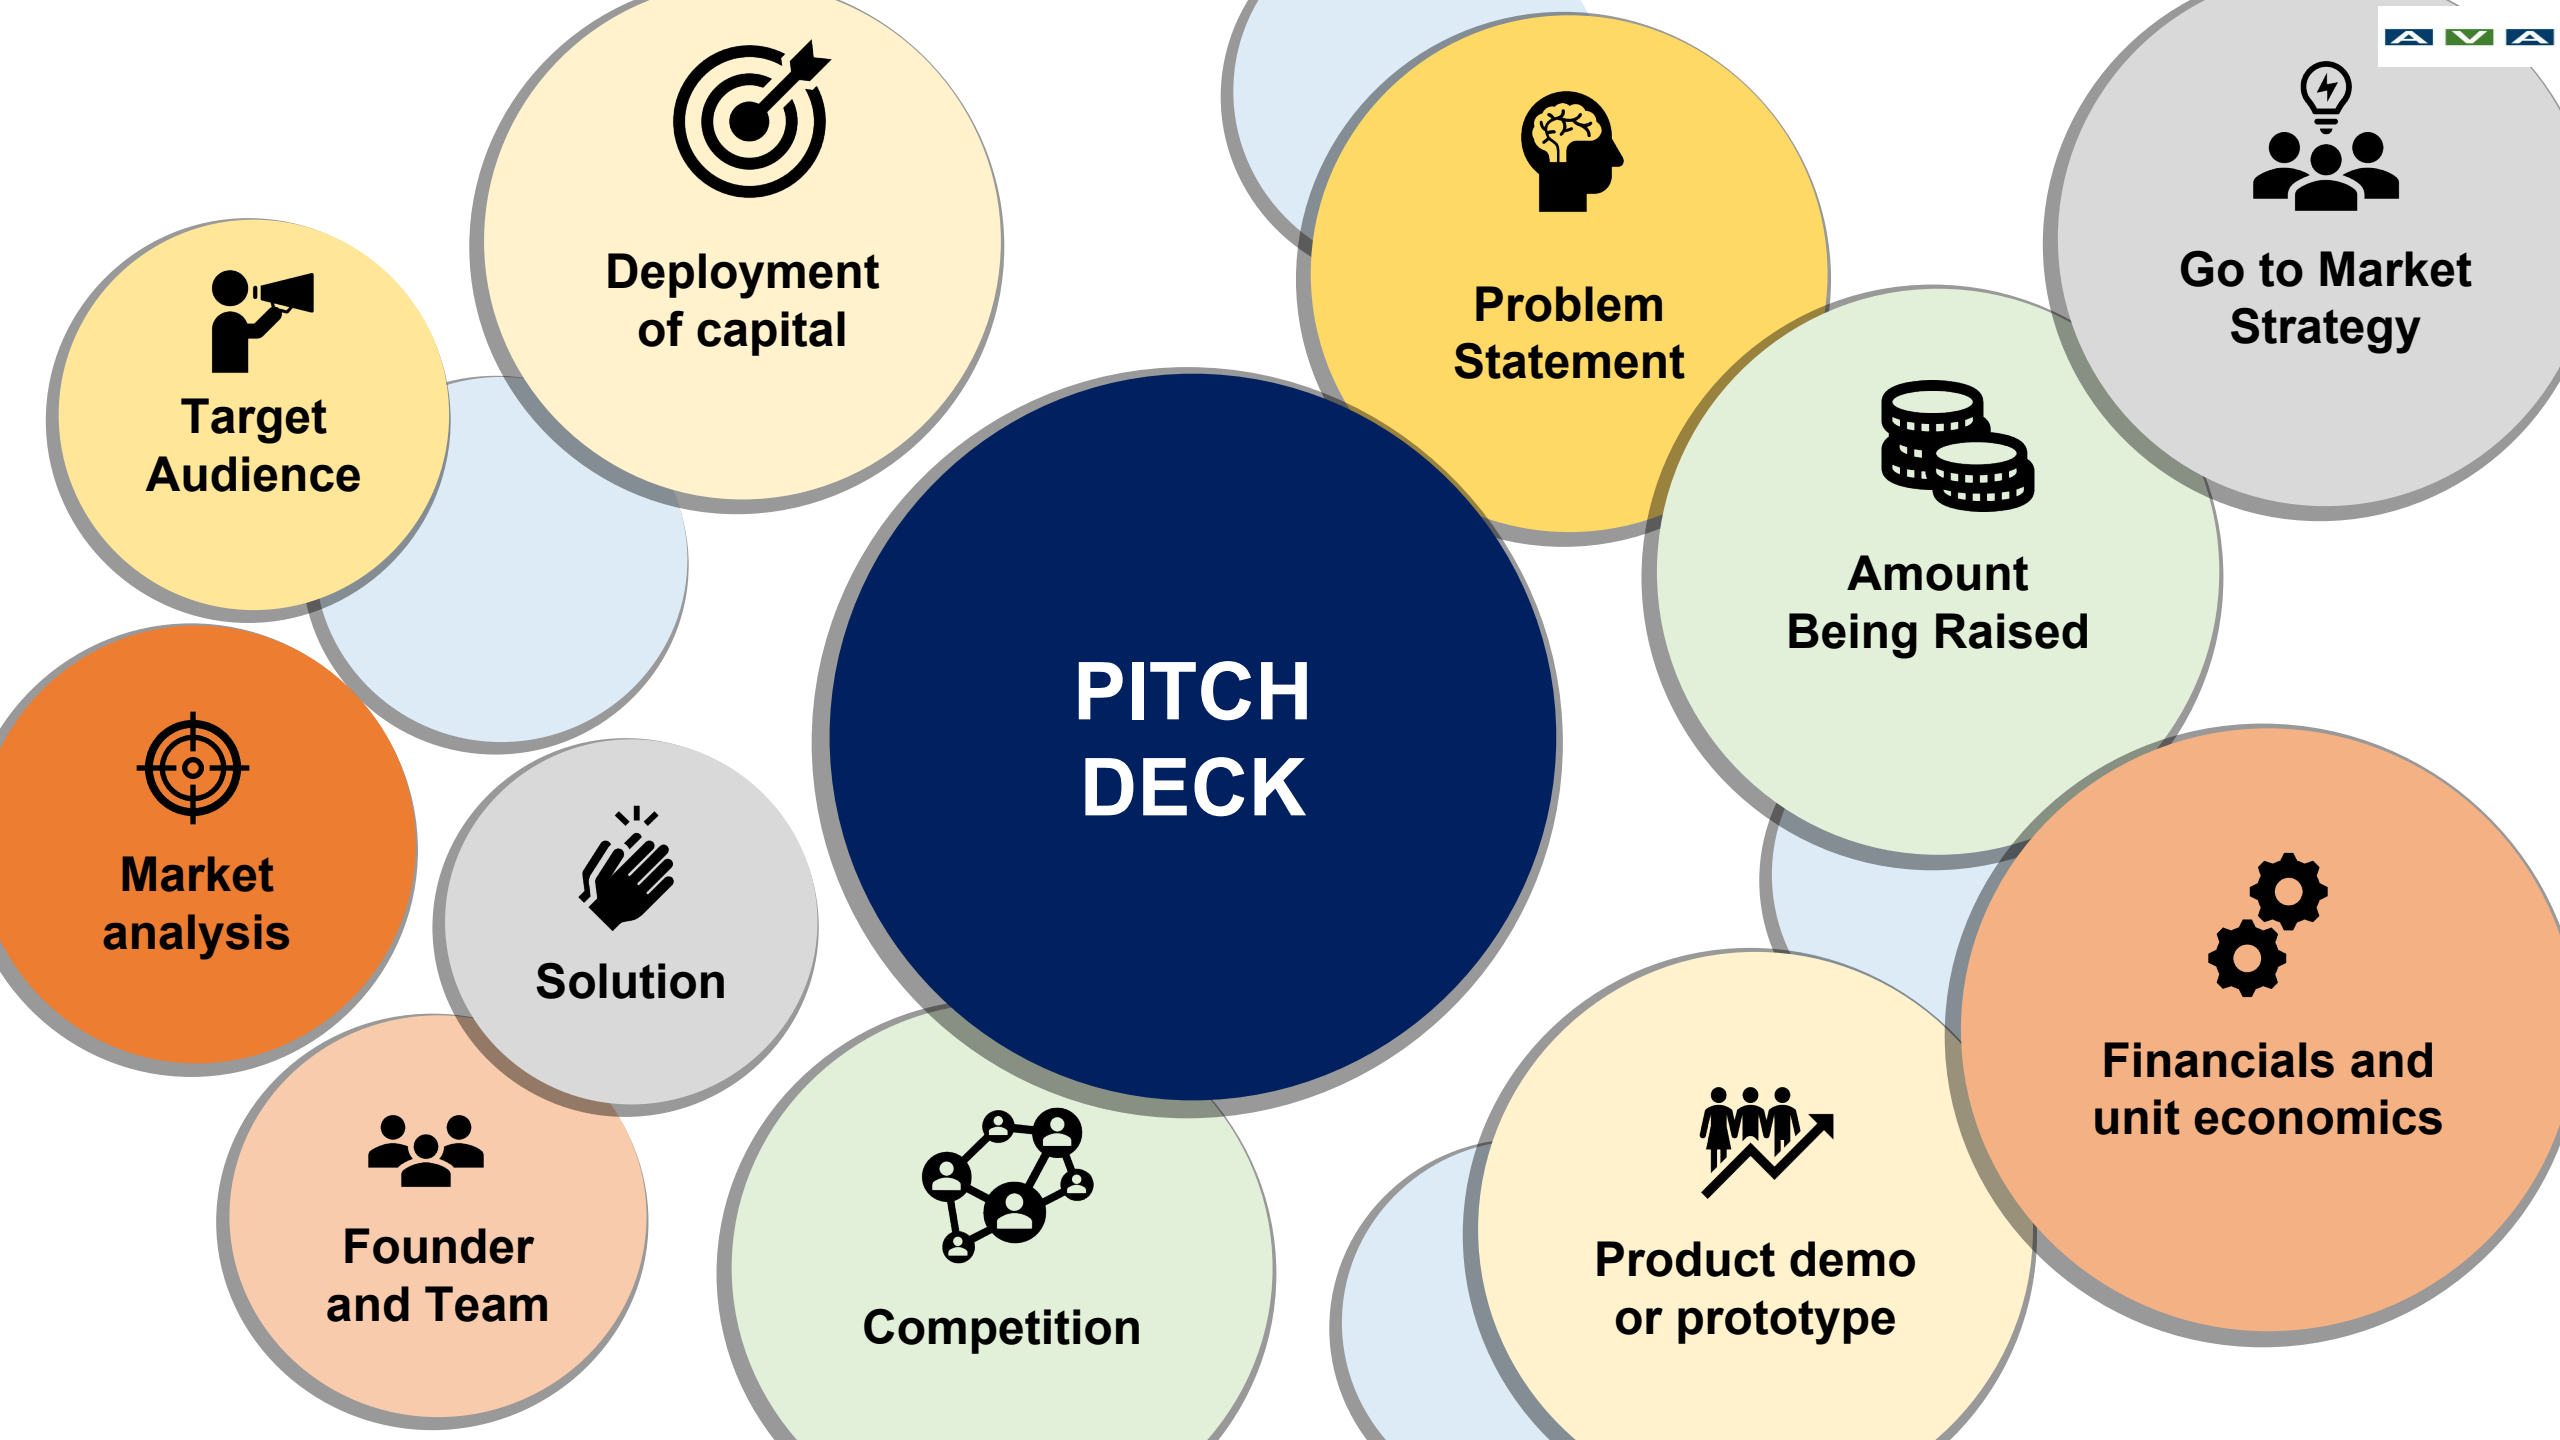 AVA
Deployment
of capital
Problem
Statement
Go to Market
Strategy
Target
Audience
Amount
Being Raised
PITCH
DECK
Market
analysis
Solution
Financials and
unit economics
Founder
and Team
Competition
Product demo
or prototype